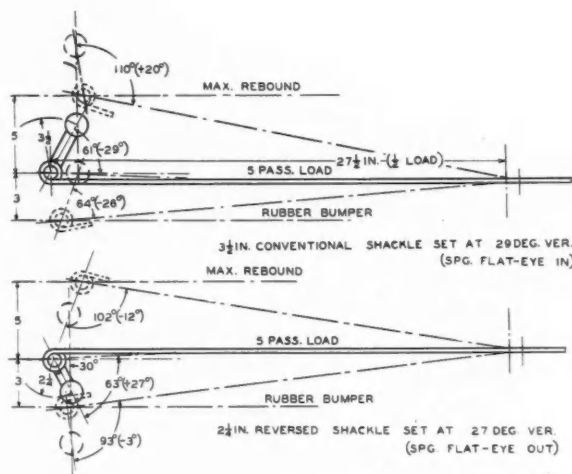 110° (+20°)
MAX. REBOUND
5
3½
61° (-29°)
27½ IN. (½ LOAD)
5 PASS. LOAD
3
64° (-26°)
RUBBER BUMPER
3½ IN. CONVENTIONAL SHACKLE SET AT 29 DEG. VER.
(SPG. FLAT-EYE IN)
MAX. REBOUND
5
102° (-12°)
5 PASS. LOAD
30°
3
2¼
63° (+27°)
RUBBER BUMPER
93° (-3°)
2¼ IN. REVERSED SHACKLE SET AT 27 DEG. VER.
(SPG. FLAT-EYE OUT)